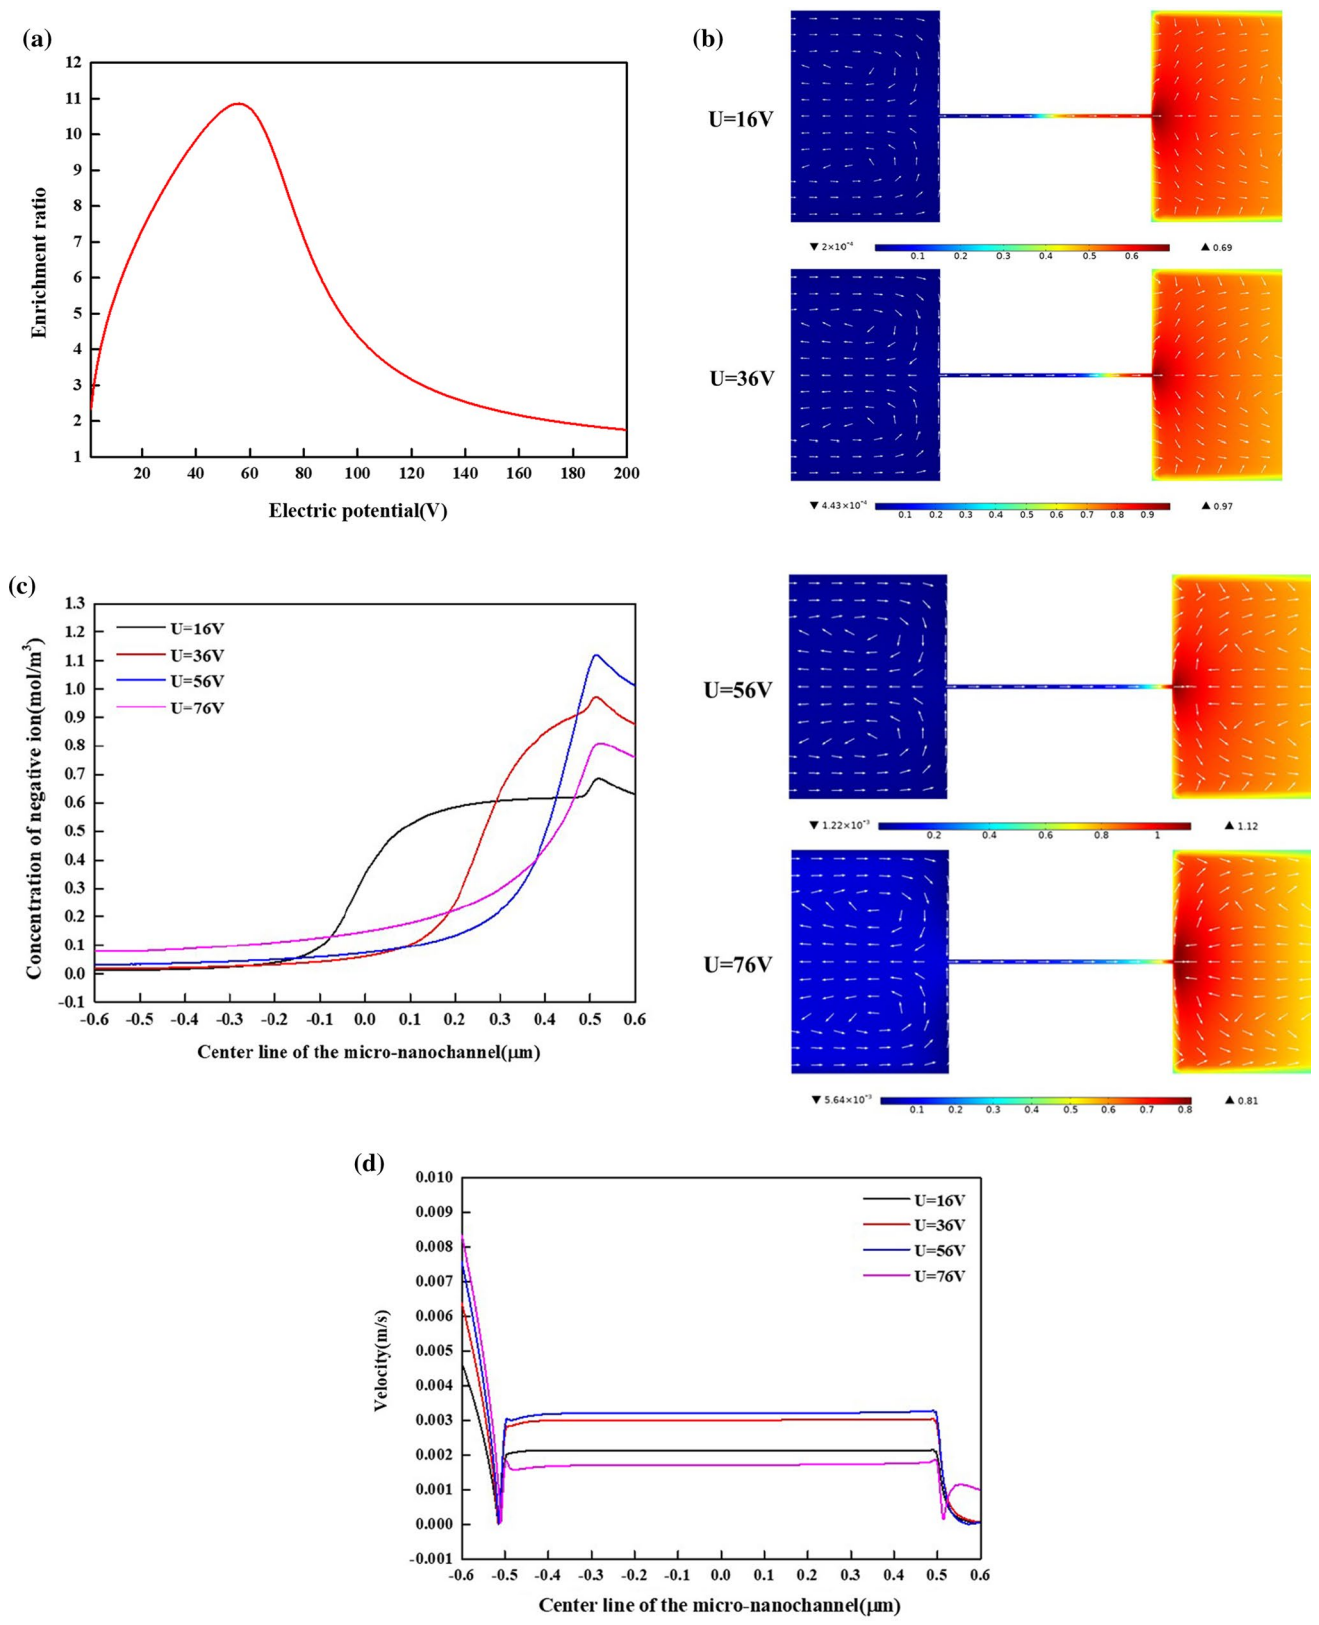 (a)
12
11
10
9
8
7
6
5
4
3
2
1
20 40 60 80 100 120 140 160 180 200
Enrichment ratio
Electric potential(V)
(b)
U=16V
▼ 2×10⁻⁴ 0.1 0.2 0.3 0.4 0.5 0.6 ▲ 0.69
U=36V
▼ 4.43×10⁻⁴ 0.1 0.2 0.3 0.4 0.5 0.6 0.7 0.8 0.9 ▲ 0.97
U=56V
▼ 1.22×10⁻³ 0.2 0.4 0.6 0.8 1 ▲ 1.12
U=76V
▼ 5.64×10⁻³ 0.1 0.2 0.3 0.4 0.5 0.6 0.7 0.8 ▲ 0.81
(c)
1.3
1.2
1.1
1.0
0.9
0.8
0.7
0.6
0.5
0.4
0.3
0.2
0.1
0.0
-0.1
U=16V
U=36V
U=56V
U=76V
-0.6 -0.5 -0.4 -0.3 -0.2 -0.1 0.0 0.1 0.2 0.3 0.4 0.5 0.6
Concentration of negative ion(mol/m³)
Center line of the micro-nanochannel(μm)
(d)
0.010
0.009
0.008
0.007
0.006
0.005
0.004
0.003
0.002
0.001
0.000
-0.001
U=16V
U=36V
U=56V
U=76V
-0.6 -0.5 -0.4 -0.3 -0.2 -0.1 0.0 0.1 0.2 0.3 0.4 0.5 0.6
Velocity(m/s)
Center line of the micro-nanochannel(μm)